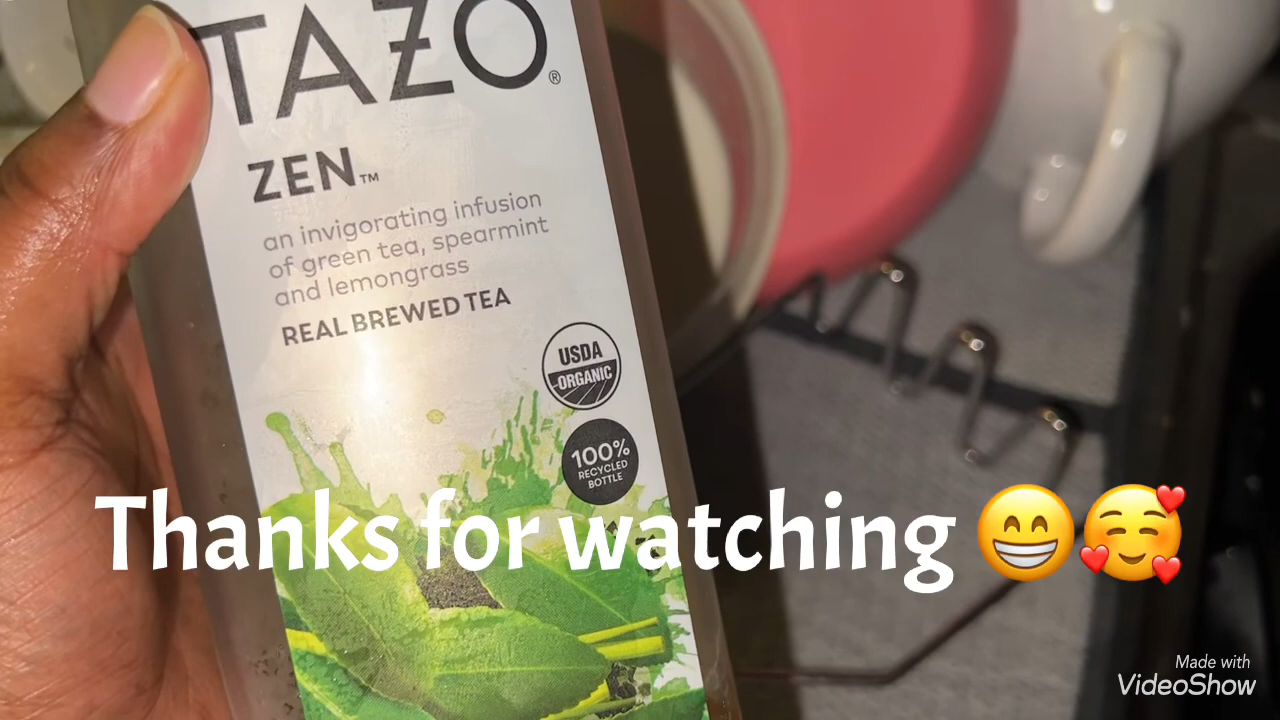 TAZO®
ZEN™
an invigorating infusion
of green tea, spearmint
and lemongrass
REAL BREWED TEA
USDA
ORGANIC
100%
RECYCLED
BOTTLE
Thanks for watching 😁🥰
Made with
VideoShow